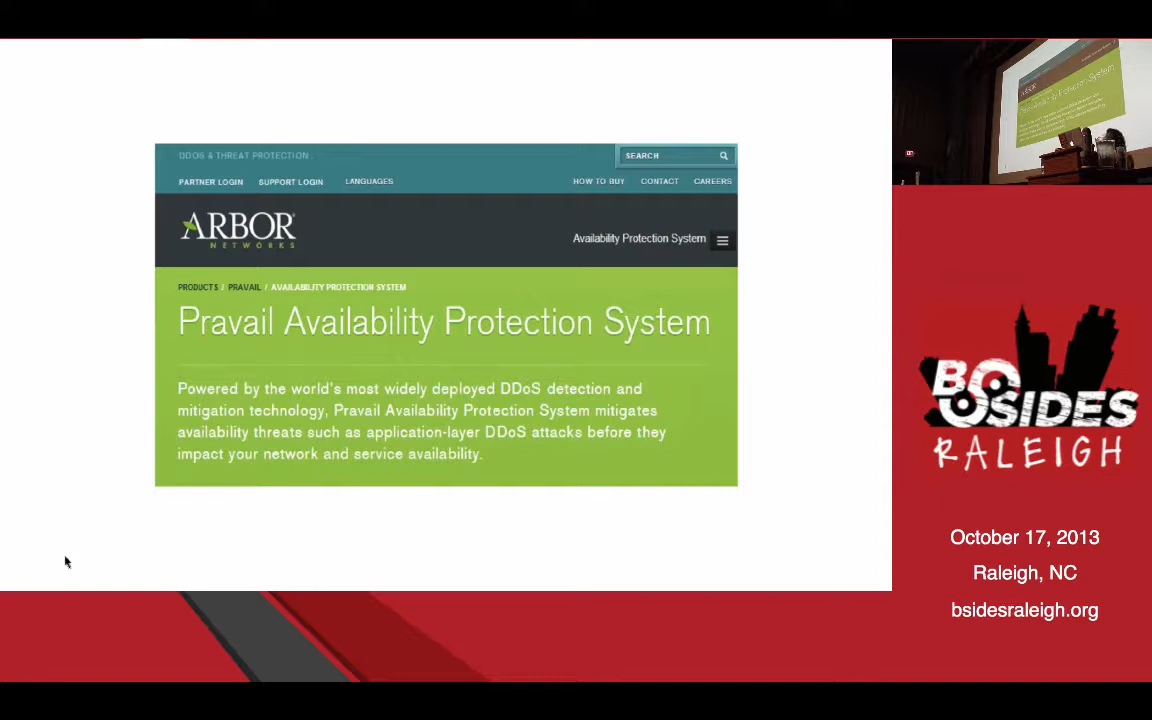 DDOS & THREAT PROTECTION
SEARCH
PARTNER LOGIN SUPPORT LOGIN LANGUAGES
HOW TO BUY CONTACT CAREERS
ARBOR
NETWORKS
Availability Protection System
PRODUCTS / PRAVAIL / AVAILABILITY PROTECTION SYSTEM
Pravail Availability Protection System
Powered by the world's most widely deployed DDoS detection and
mitigation technology, Pravail Availability Protection System mitigates
availability threats such as application-layer DDoS attacks before they
impact your network and service availability.
BSIDES
RALEIGH
October 17, 2013
Raleigh, NC
bsidesraleigh.org